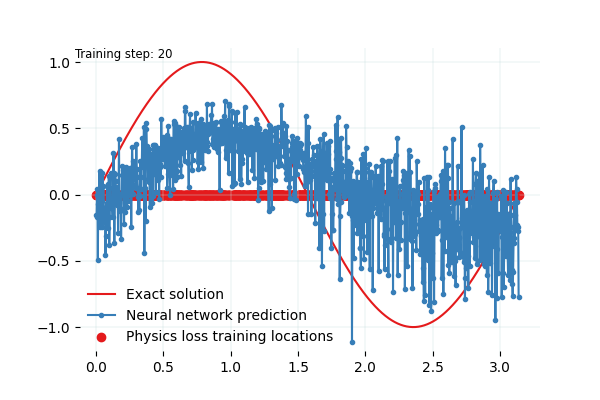 Training step: 20
1.0
0.5
0.0
−0.5
−1.0
Exact solution
Neural network prediction
Physics loss training locations
0.0 0.5 1.0 1.5 2.0 2.5 3.0